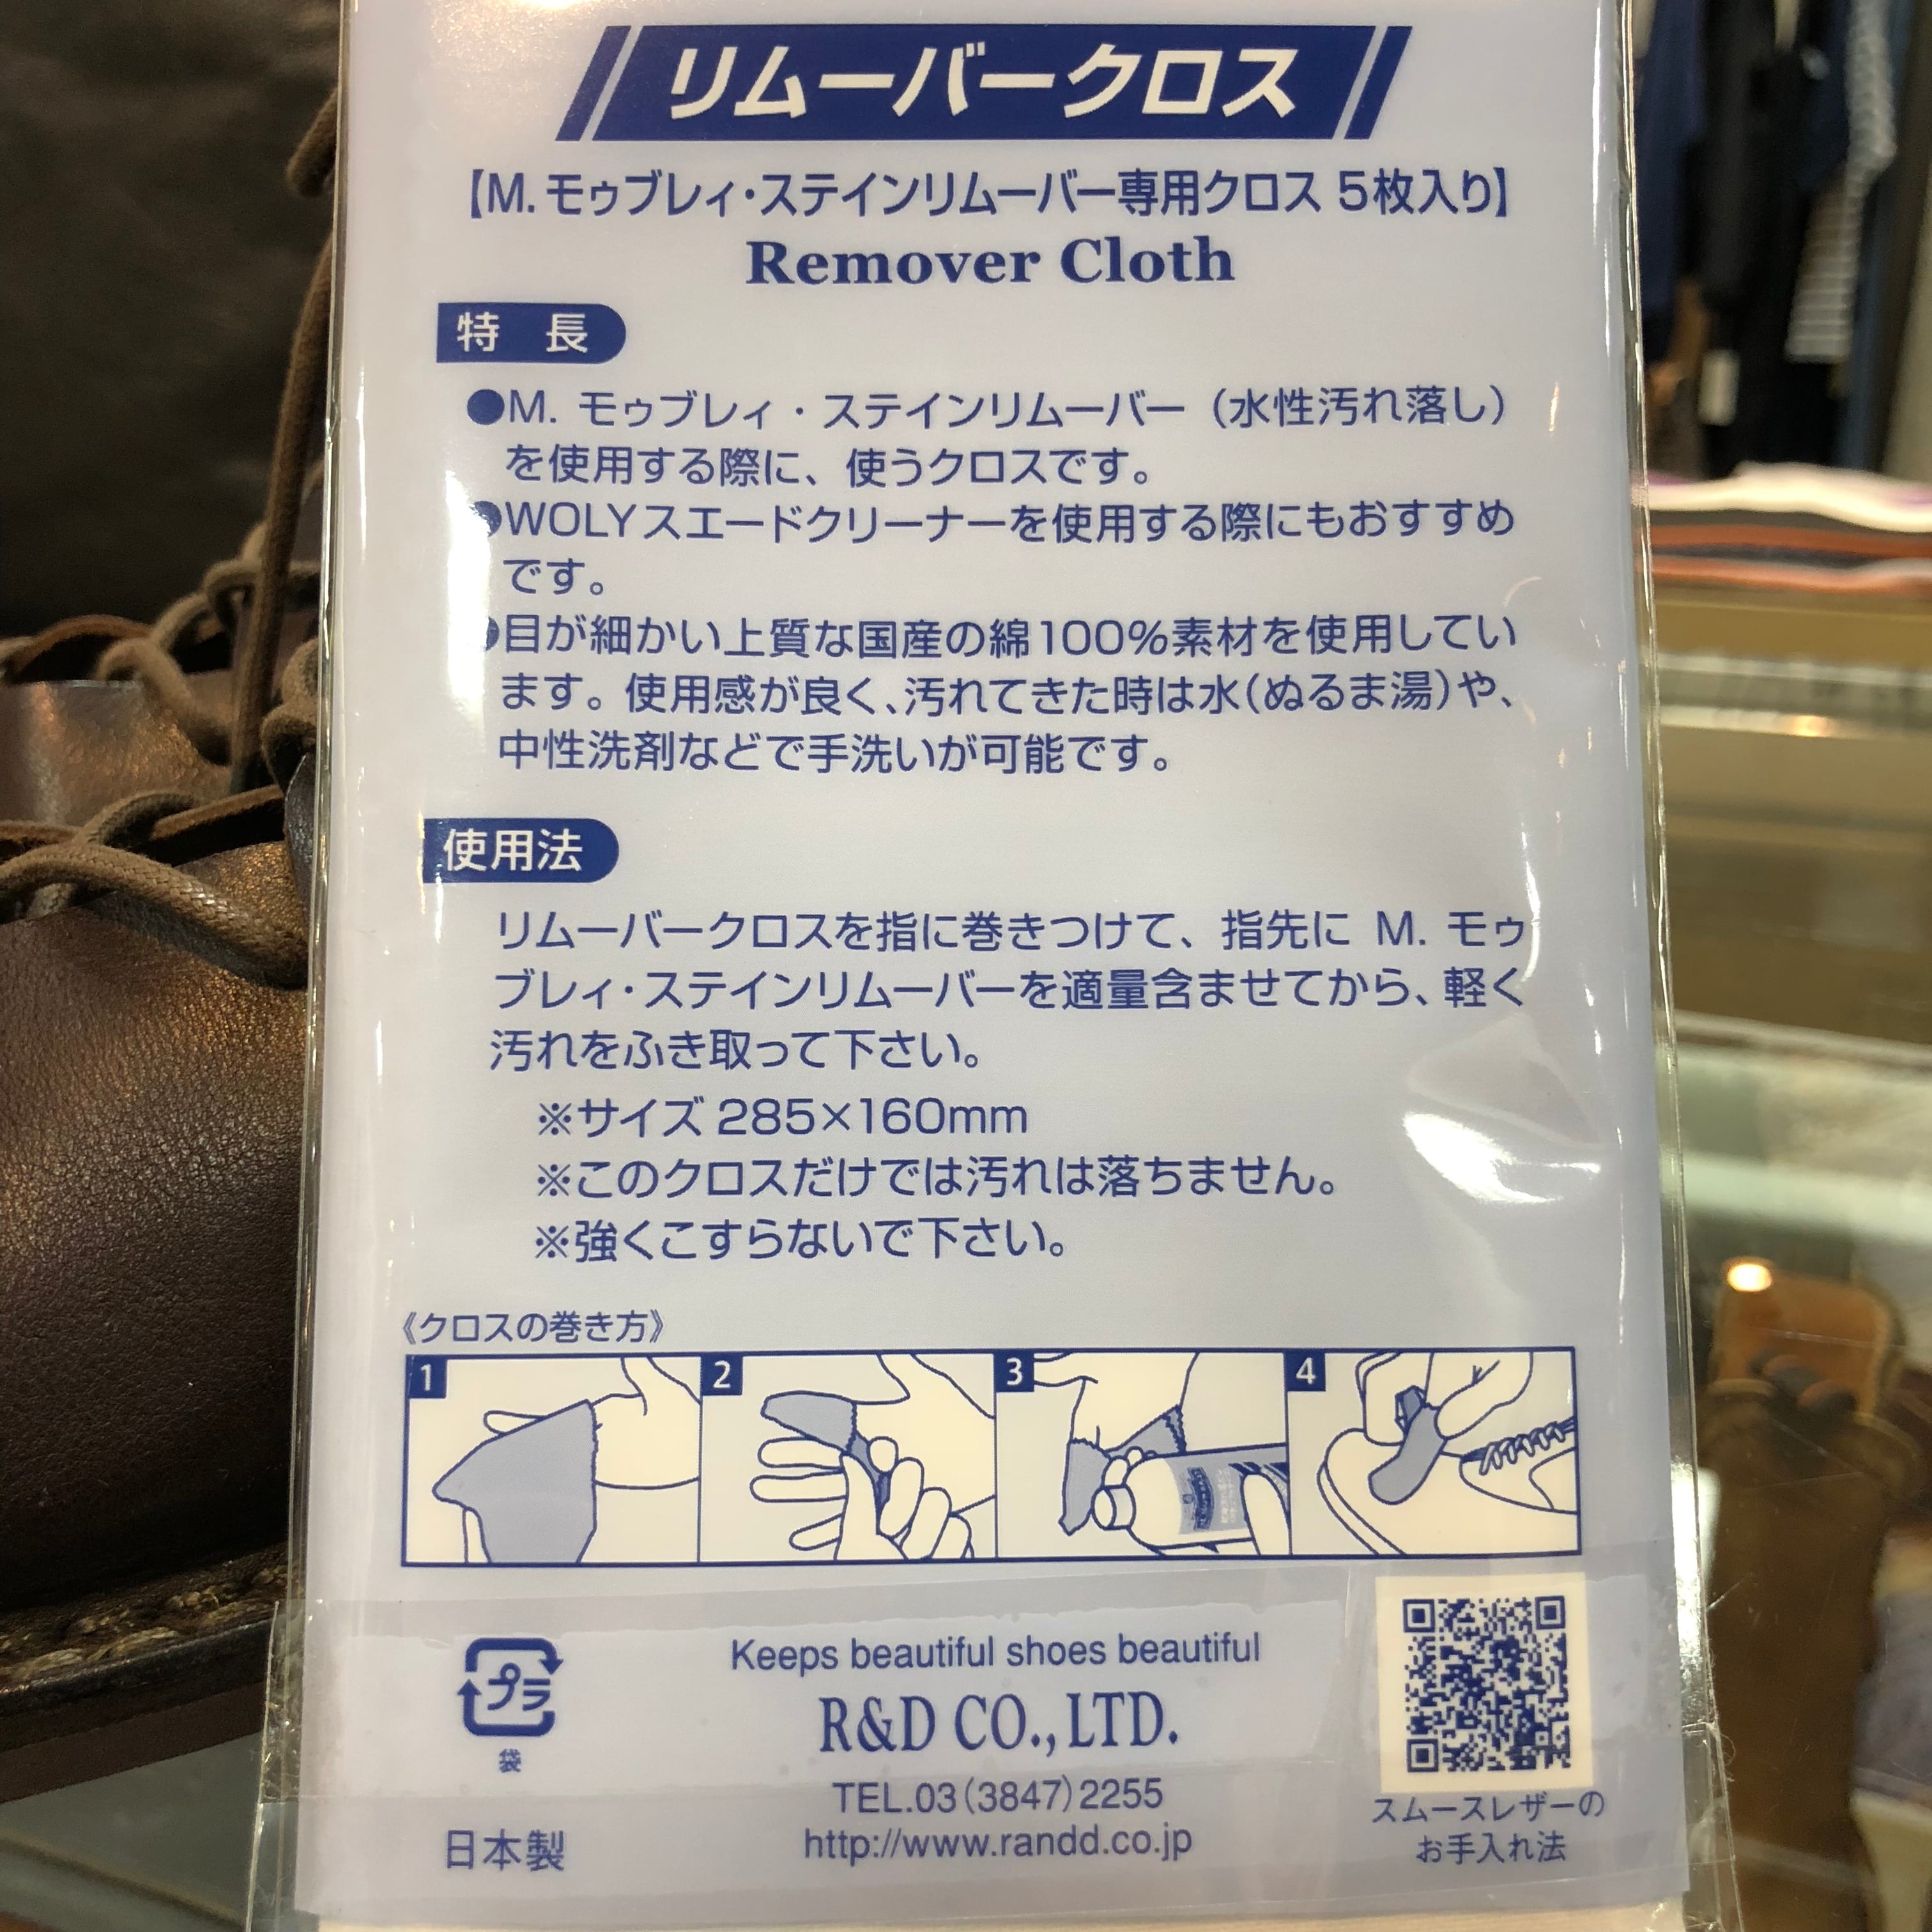 リムーバークロス
【M.モゥブレィ・ステインリムーバー専用クロス 5枚入り】
Remover Cloth
特 長
●M. モゥブレィ・ステインリムーバー（水性汚れ落し）
を使用する際に、使うクロスです。
●WOLYスエードクリーナーを使用する際にもおすすめ
です。
●目が細かい上質な国産の綿100％素材を使用してい
ます。使用感が良く、汚れてきた時は水（ぬるま湯）や、
中性洗剤などで手洗いが可能です。
使用法
リムーバークロスを指に巻きつけて、指先に M. モゥ
ブレィ・ステインリムーバーを適量含ませてから、軽く
汚れをふき取って下さい。
※サイズ 285×160mm
※このクロスだけでは汚れは落ちません。
※強くこすらないで下さい。
《クロスの巻き方》
1 2 3 4
プラ
袋
日本製
Keeps beautiful shoes beautiful
R&D CO., LTD.
TEL.03（3847）2255
http://www.randd.co.jp
スムースレザーの
お手入れ法